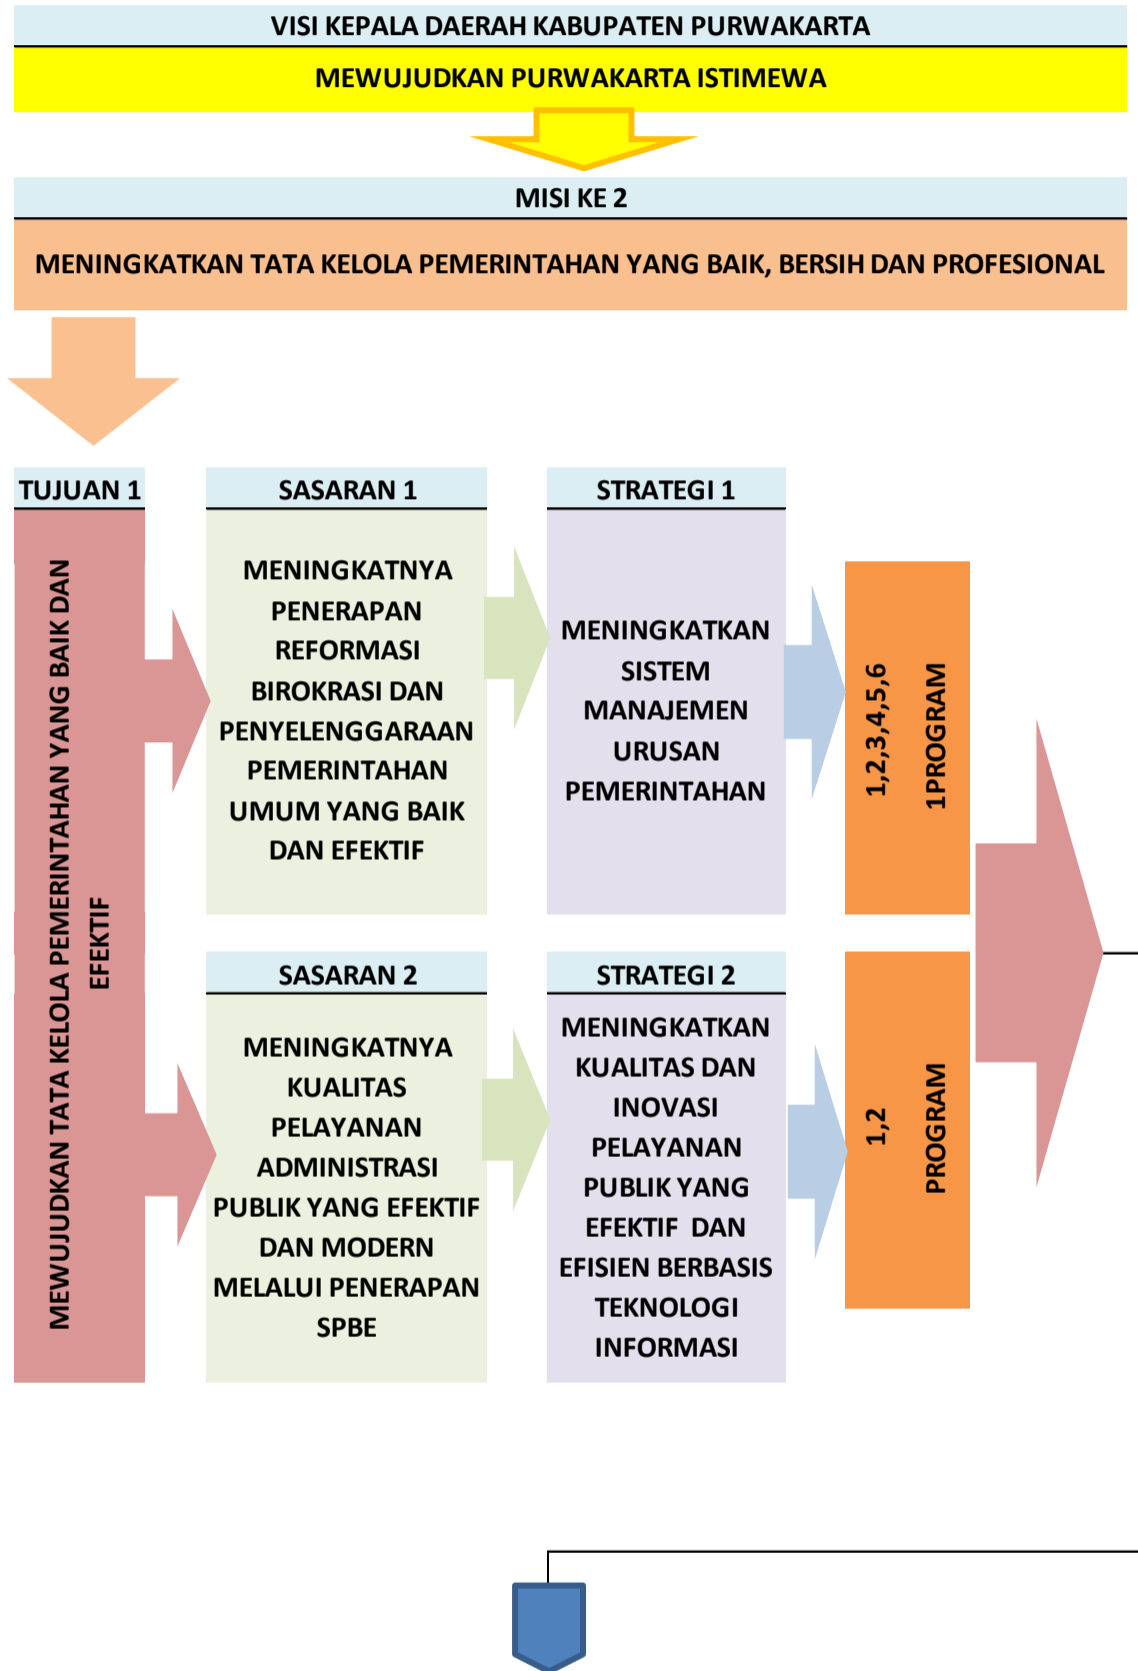 VISI KEPALA DAERAH KABUPATEN PURWAKARTA
MEWUJUDKAN PURWAKARTA ISTIMEWA
MISI KE 2
MENINGKATKAN TATA KELOLA PEMERINTAHAN YANG BAIK, BERSIH DAN PROFESIONAL
TUJUAN 1
MEWUJUDKAN TATA KELOLA PEMERINTAHAN YANG BAIK DAN
EFEKTIF
SASARAN 1
MENINGKATNYA
PENERAPAN
REFORMASI
BIROKRASI DAN
PENYELENGGARAAN
PEMERINTAHAN
UMUM YANG BAIK
DAN EFEKTIF
STRATEGI 1
MENINGKATKAN
SISTEM
MANAJEMEN
URUSAN
PEMERINTAHAN
1,2,3,4,5,6
1PROGRAM
SASARAN 2
MENINGKATNYA
KUALITAS
PELAYANAN
ADMINISTRASI
PUBLIK YANG EFEKTIF
DAN MODERN
MELALUI PENERAPAN
SPBE
STRATEGI 2
MENINGKATKAN
KUALITAS DAN
INOVASI
PELAYANAN
PUBLIK YANG
EFEKTIF  DAN
EFISIEN BERBASIS
TEKNOLOGI
INFORMASI
1,2
PROGRAM